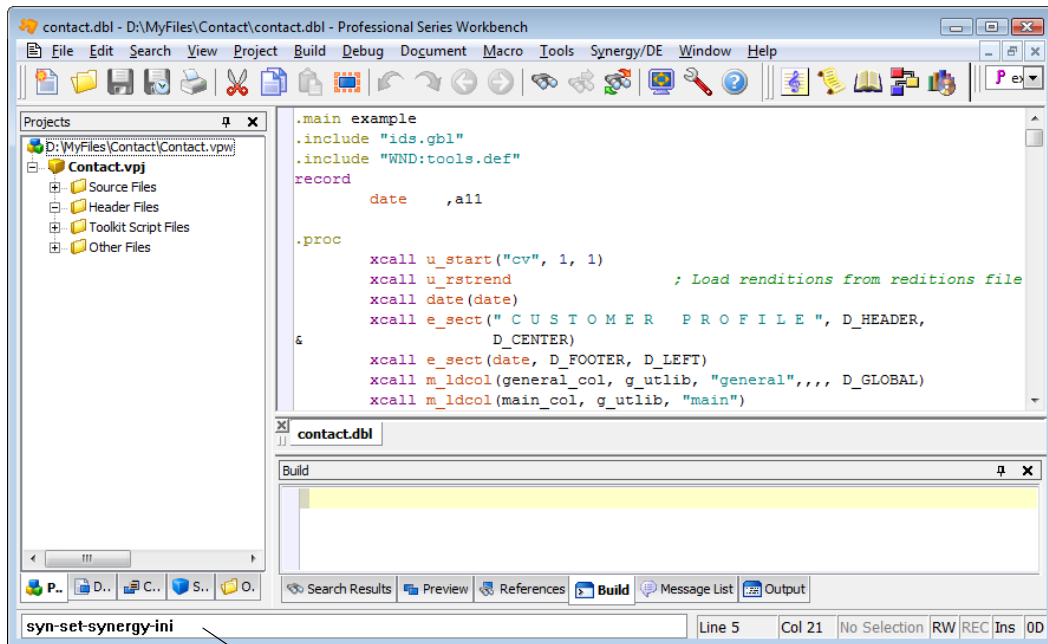 contact.dbl - D:\MyFiles\Contact\contact.dbl - Professional Series Workbench
File Edit Search View Project Build Debug Document Macro Tools Synergy/DE Window Help
P ex
Projects
D:\MyFiles\Contact\Contact.vpw
Contact.vpj
Source Files
Header Files
Toolkit Script Files
Other Files
P.. D.. C.. S.. O.
.main example
.include "ids.gbl"
.include "WND:tools.def"
record
date ,a11
.proc
xcall u_start("cv", 1, 1)
xcall u_rstrend ; Load renditions from reditions file
xcall date(date)
xcall e_sect(" C U S T O M E R   P R O F I L E ", D_HEADER,
& D_CENTER)
xcall e_sect(date, D_FOOTER, D_LEFT)
xcall m_ldcol(general_col, g_utlib, "general",,,, D_GLOBAL)
xcall m_ldcol(main_col, g_utlib, "main")
contact.dbl
Build
Search Results Preview References Build Message List Output
syn-set-synergy-ini
Line 5 Col 21 No Selection RW REC Ins 0D